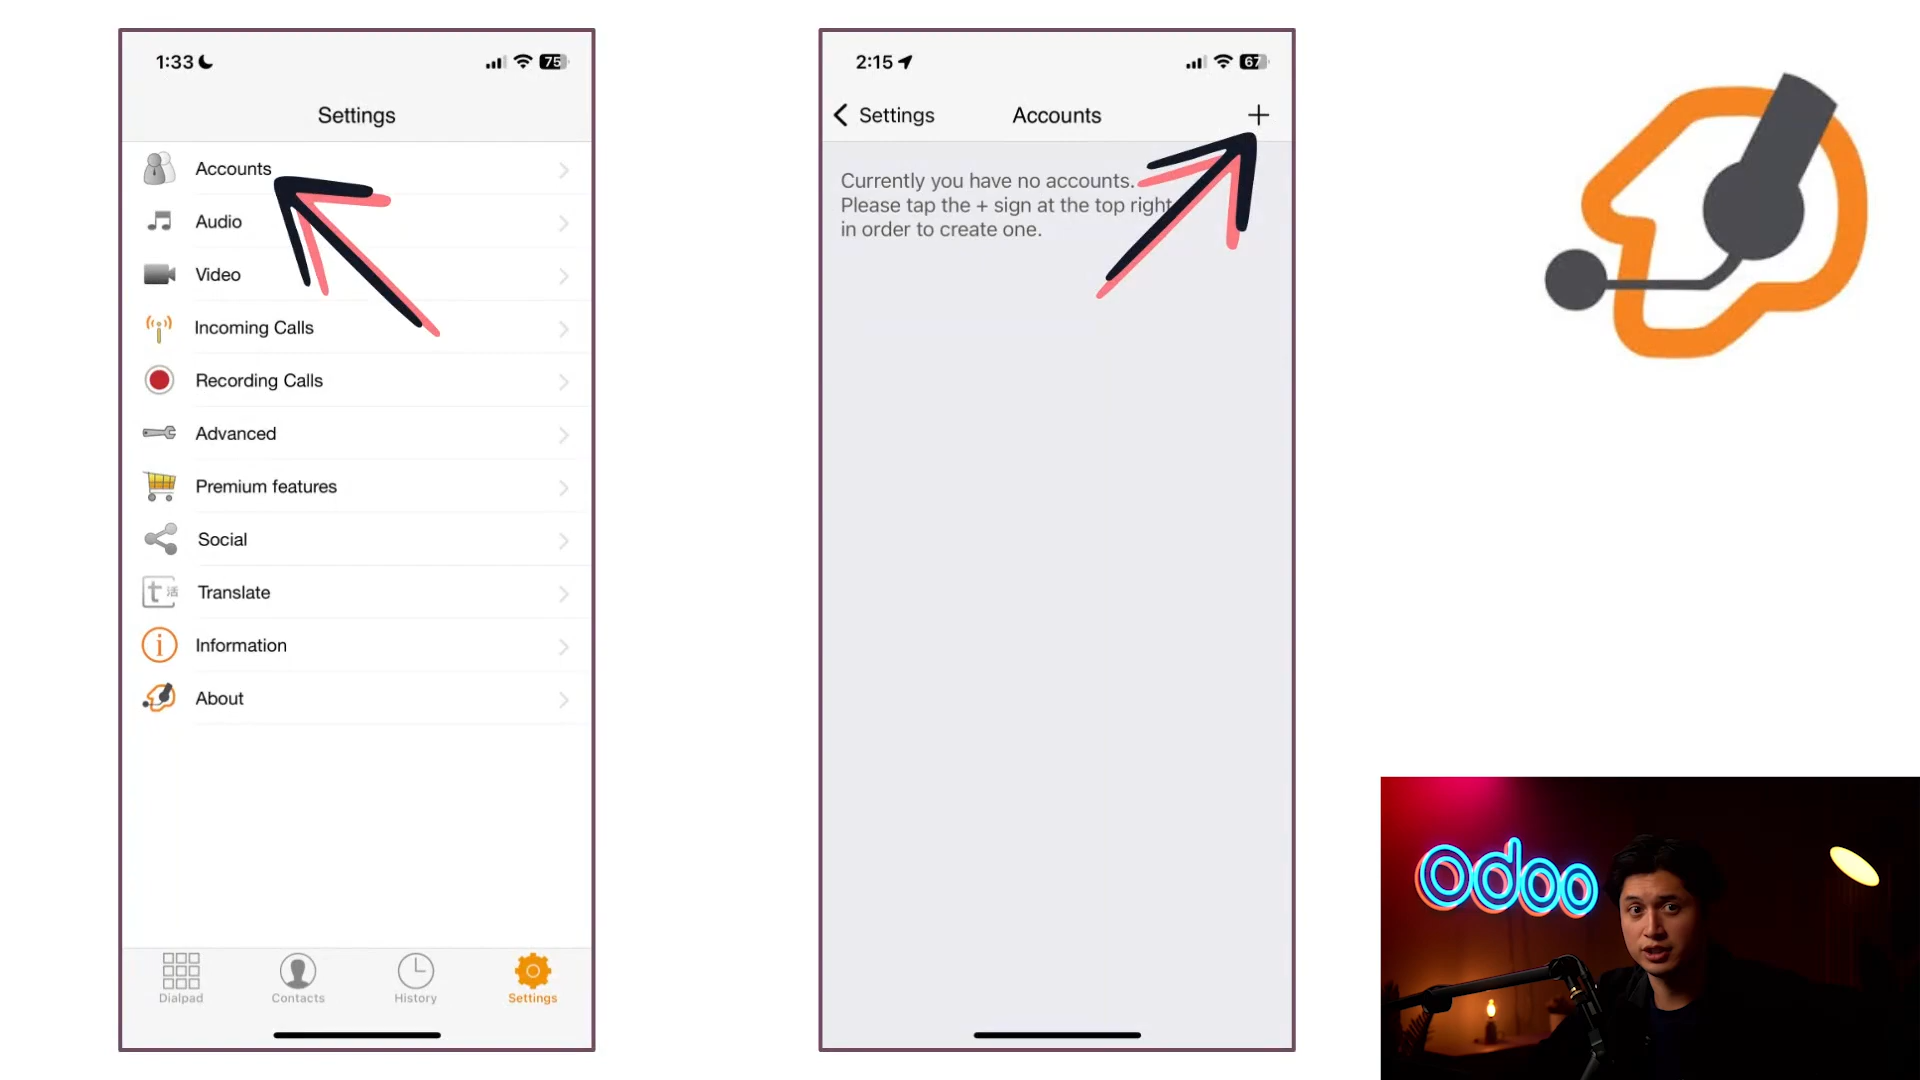 1:33
75
Settings
Accounts
Audio
Video
Incoming Calls
Recording Calls
Advanced
Premium features
Social
Translate
Information
About
Dialpad
Contacts
History
Settings
2:15
67
Settings
Accounts
Currently you have no accounts.
Please tap the + sign at the top right
in order to create one.
odoo